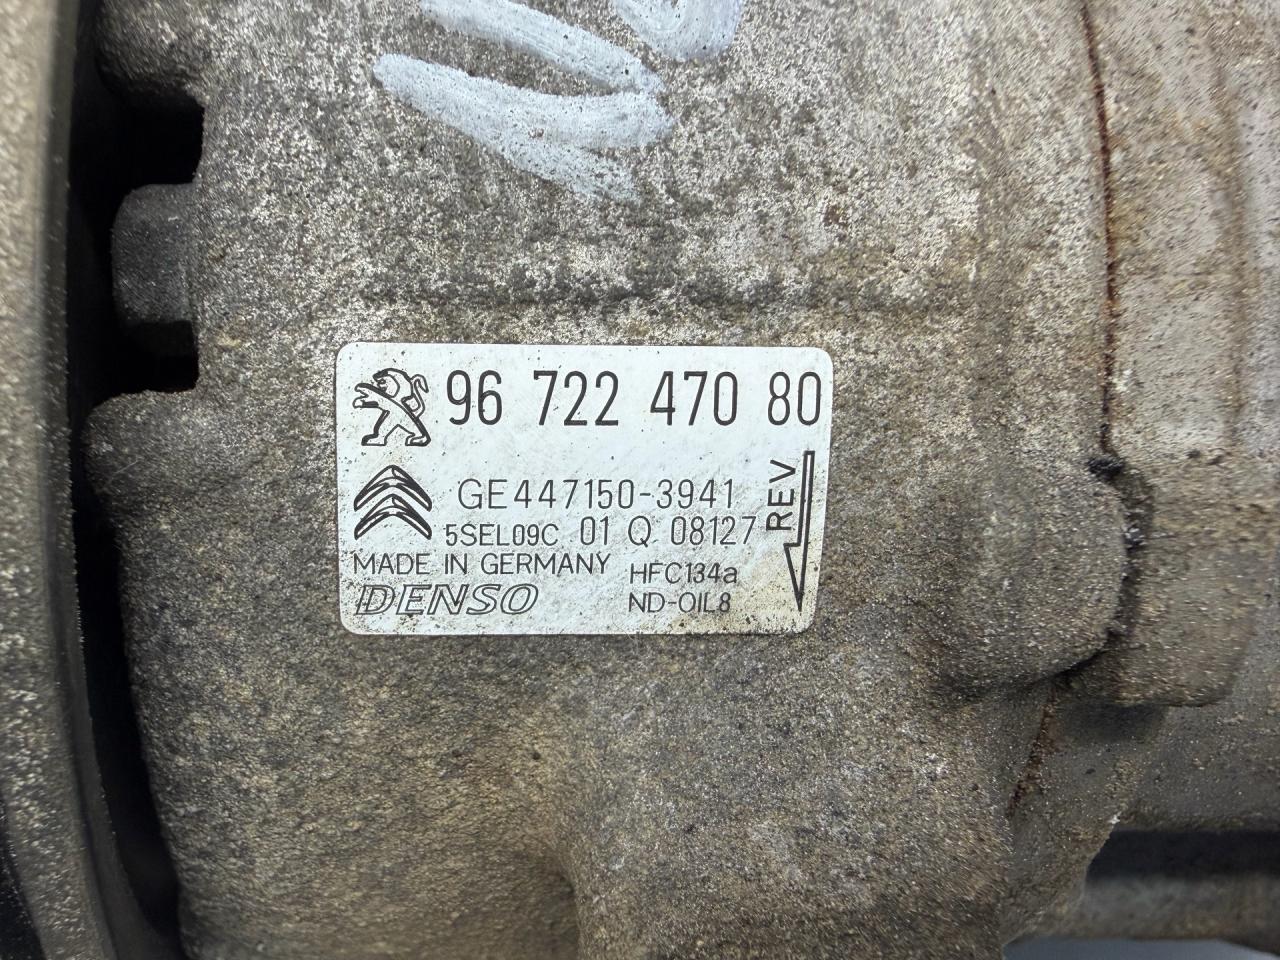 96 722 470 80
GE447150-3941
5SEL09C 01 Q 08127
REV
MADE IN GERMANY
HFC134a
DENSO
ND-OIL8